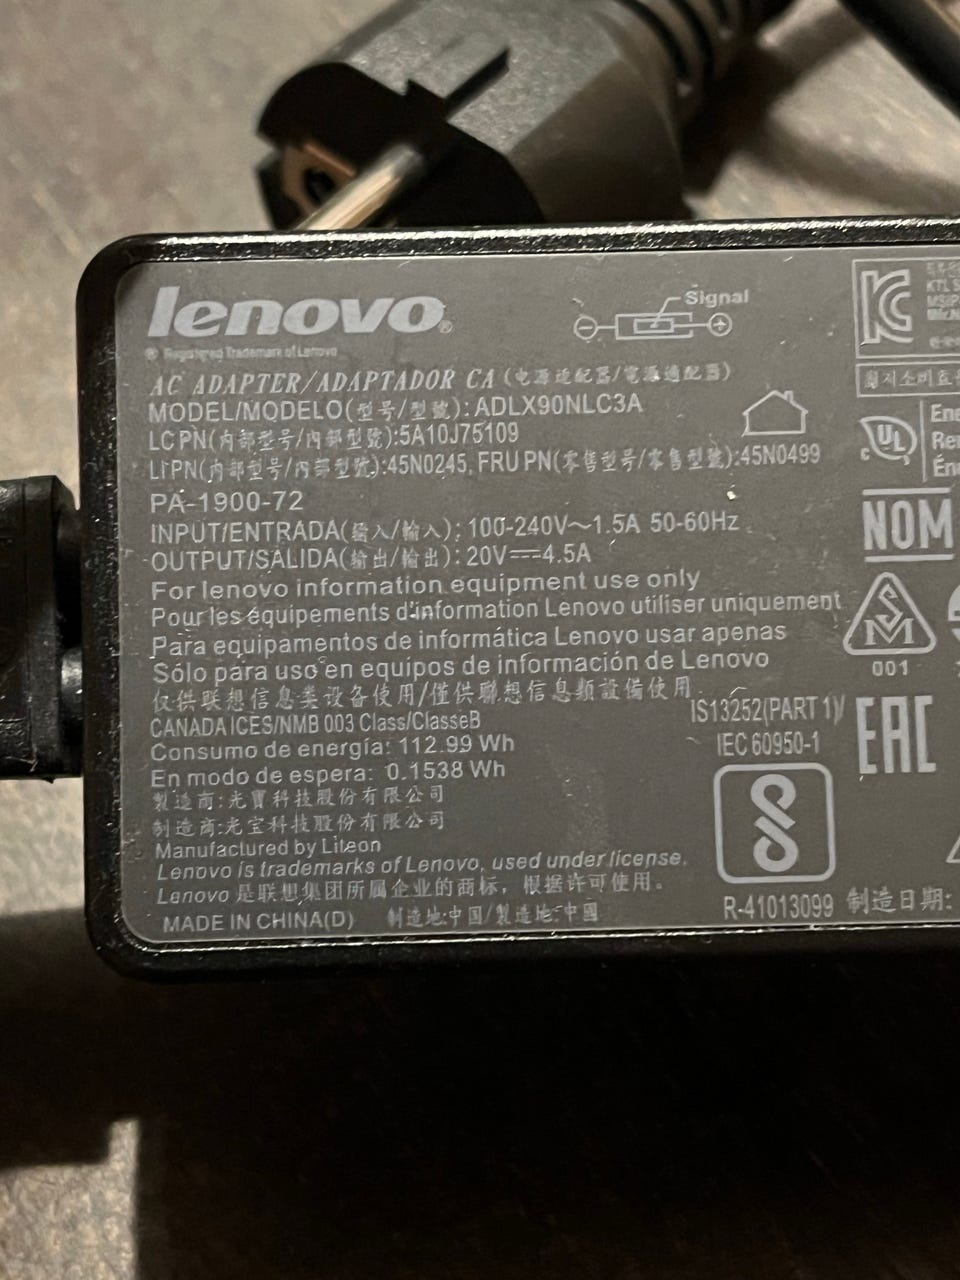 lenovo®
® Registered Trademark of Lenovo
Signal
AC ADAPTER/ADAPTADOR CA (电源适配器/電源適配器)
MODEL/MODELO(型号/型號): ADLX90NLC3A
LC PN(内部型号/內部型號):5A10J75109
LI PN(内部型号/內部型號):45N0245, FRU PN(零售型号/零售型號):45N0499
PA-1900-72
INPUT/ENTRADA(输入/輸入): 100-240V～1.5A 50-60Hz
OUTPUT/SALIDA(输出/輸出): 20V⎓4.5A
For lenovo information equipment use only
Pour les équipements d'information Lenovo utiliser uniquement
Para equipamentos de informática Lenovo usar apenas
Sólo para uso en equipos de información de Lenovo
仅供联想信息类设备使用/僅供聯想信息類設備使用
CANADA ICES/NMB 003 Class/ClasseB
Consumo de energía: 112.99 Wh
En modo de espera: 0.1538 Wh
製造商:光寶科技股份有限公司
制造商:光宝科技股份有限公司
Manufactured by Liteon
Lenovo is trademarks of Lenovo, used under license.
Lenovo 是联想集团所属企业的商标，根据许可使用。
MADE IN CHINA(D) 制造地:中国/製造地:中國
IS13252(PART 1)/
IEC 60950-1
R-41013099
制造日期:
KC
KTL
c UL
NOM
001
EAC